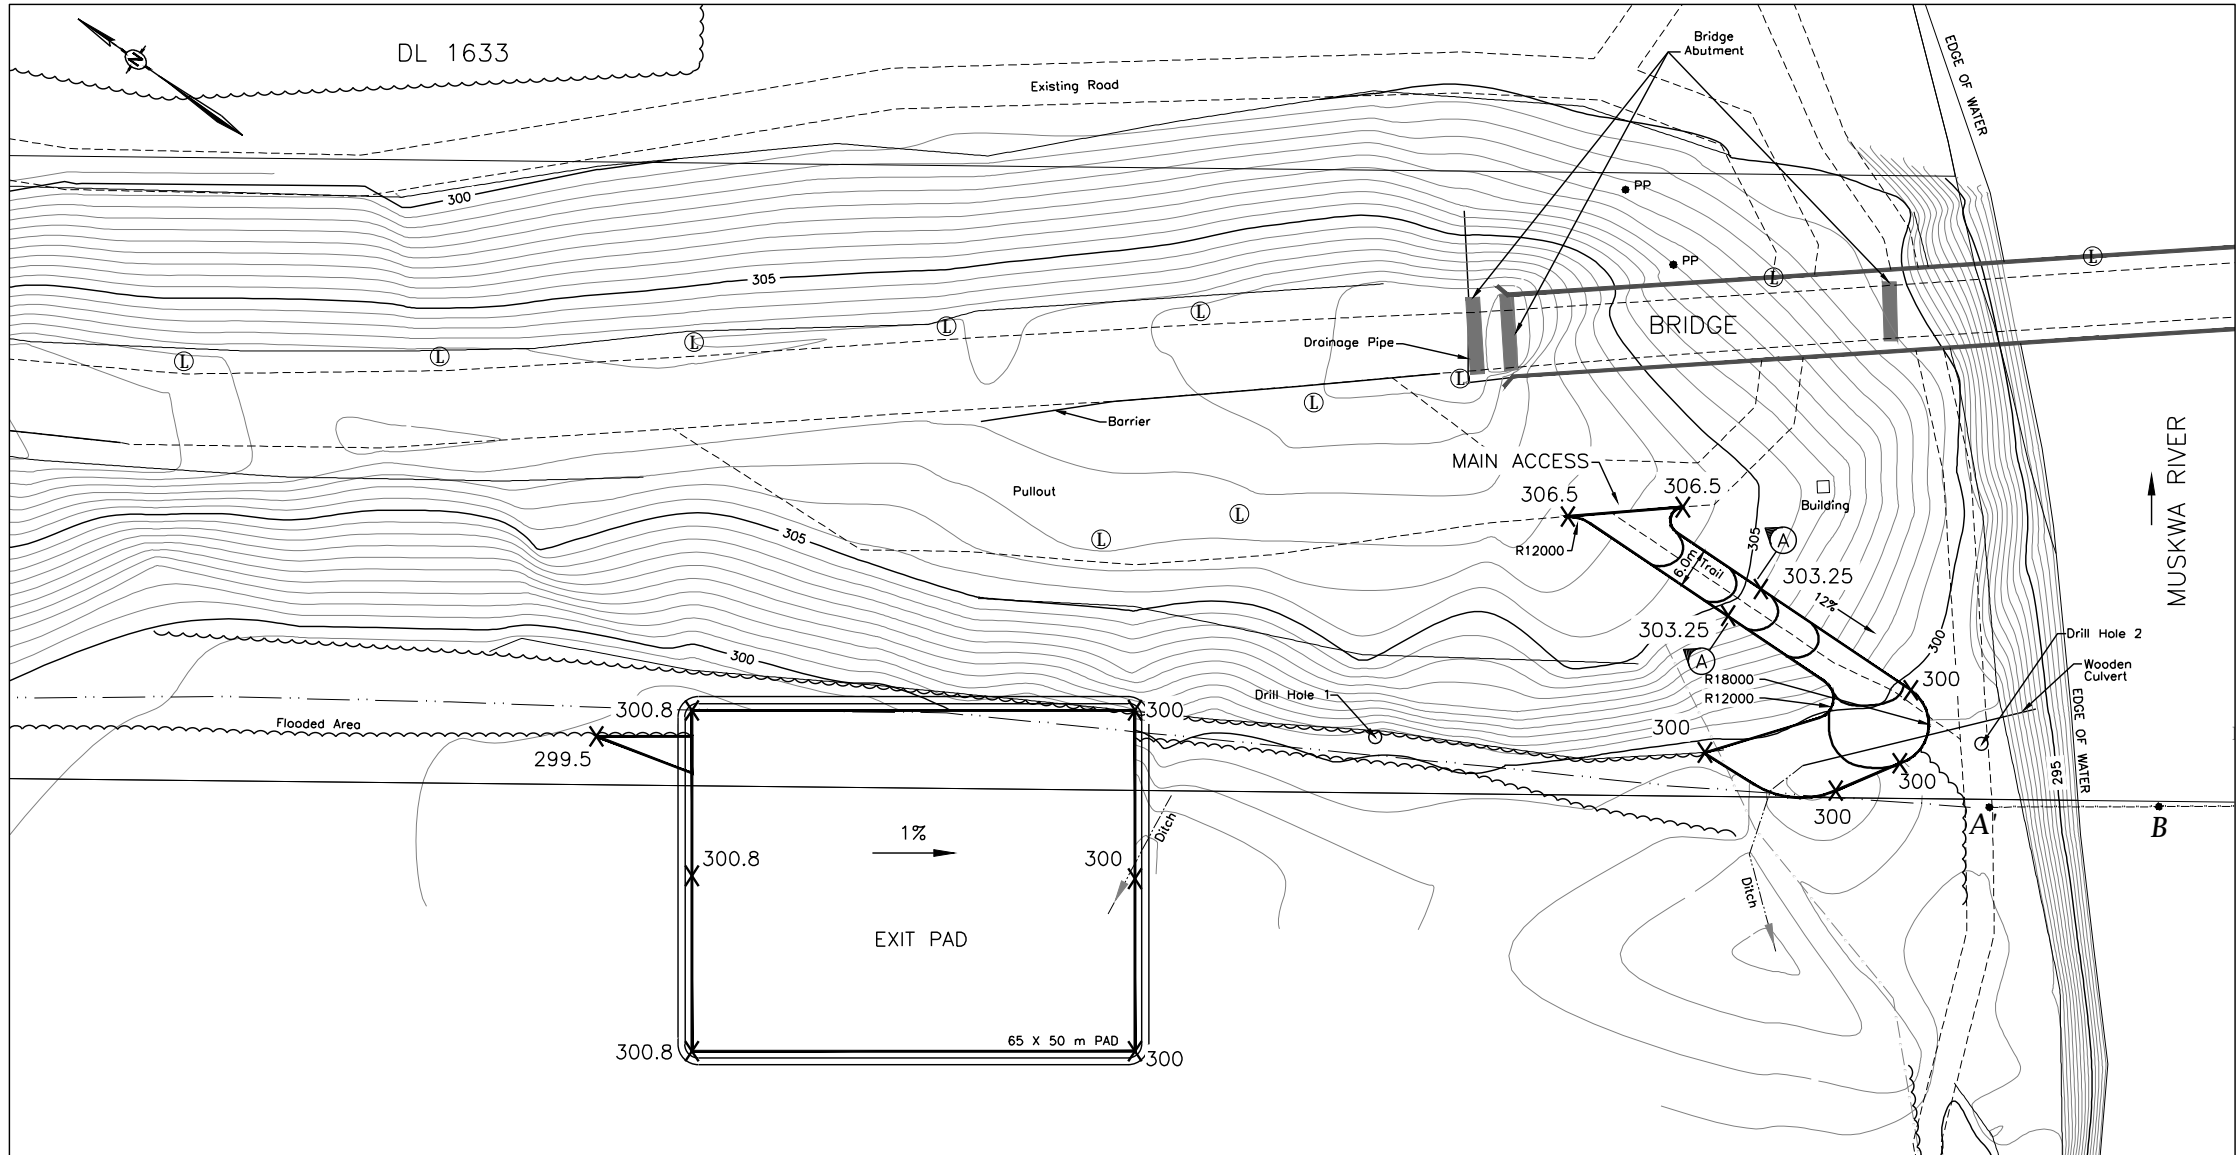 DL 1633
N
Bridge
Abutment
EDGE OF WATER
Existing Road
PP
300
PP
L
305
L
L
BRIDGE
L
L
Drainage Pipe
L
L
L
L
Barrier
MUSKWA RIVER
MAIN ACCESS
306.5
306.5
Pullout
Building
L
305
L
R12000
305
A
6.0m
Trail
303.25
12%
303.25
300
Drill Hole 2
300
A
Wooden
Culvert
R18000
300
Drill Hole 1
R12000
EDGE OF WATER
300.8
300
Flooded Area
300
299.5
295
300
300
A
B
1%
Ditch
300.8
300
Ditch
EXIT PAD
65 X 50 m PAD
300.8
300